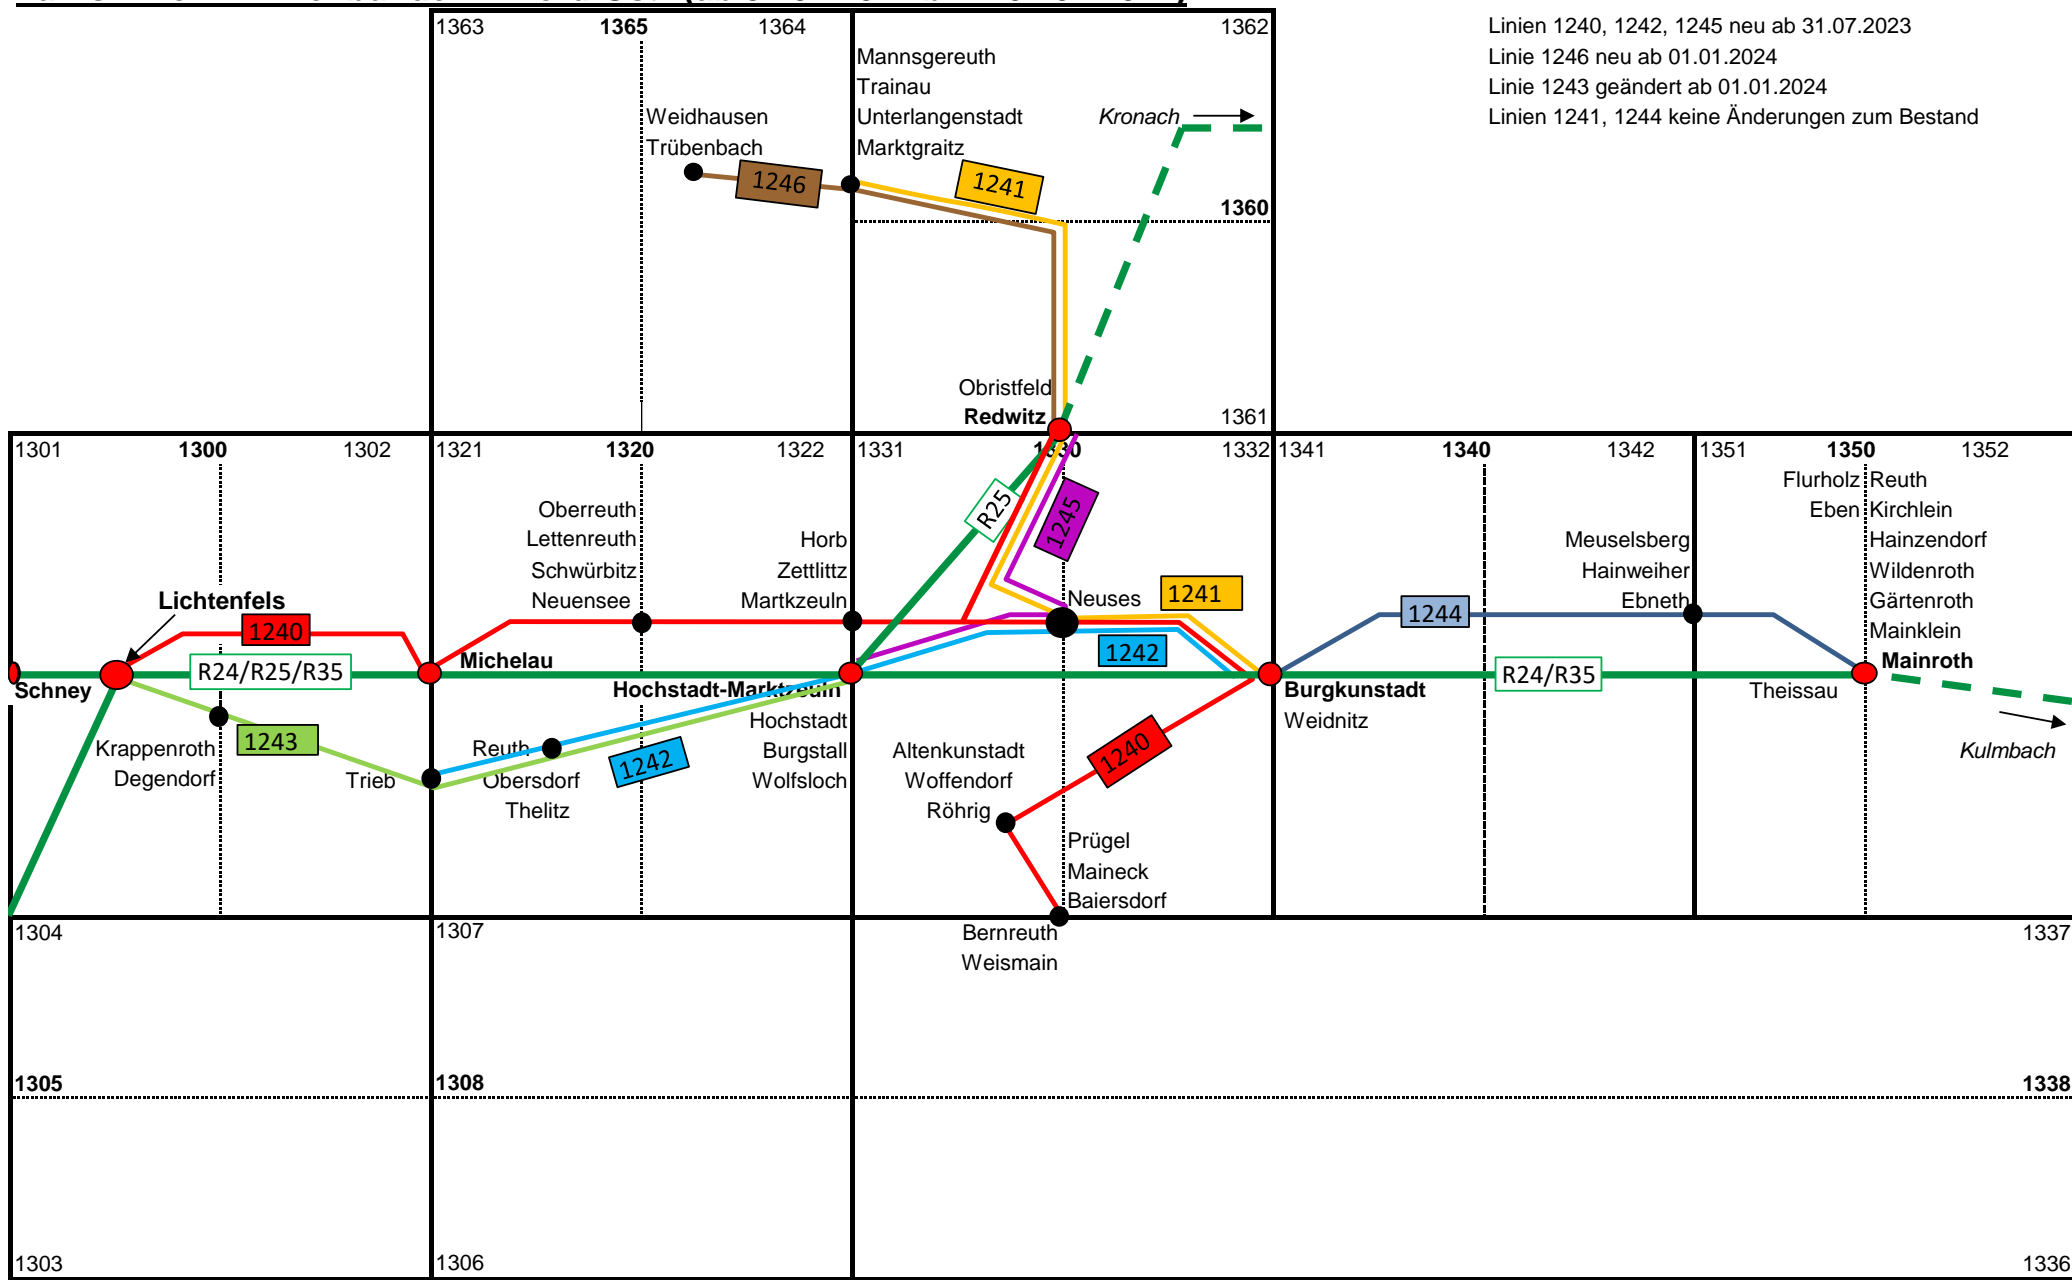 1363
1365
1364
1362
Linien 1240, 1242, 1245 neu ab 31.07.2023
Linie 1246 neu ab 01.01.2024
Linie 1243 geändert ab 01.01.2024
Linien 1241, 1244 keine Änderungen zum Bestand
Mannsgereuth
Trainau
Unterlangenstadt
Marktgraitz
Weidhausen
Trübenbach
Kronach
1246
1241
1360
Obristfeld
Redwitz
1361
1301
1300
1302
1321
1320
1322
1331
1330
1332
1341
1340
1342
1351
1350
1352
R25
1245
Oberreuth
Lettenreuth
Schwürbitz
Neuensee
Horb
Zettlittz
Martkzeuln
Neuses
1241
1242
Meuselsberg
Hainweiher
Ebneth
Flurholz
Eben
Reuth
Kirchlein
Hainzendorf
Wildenroth
Gärtenroth
Mainklein
Mainroth
Lichtenfels
1240
R24/R25/R35
Schney
Michelau
Hochstadt-Marktzeuln
Hochstadt
Burgstall
Wolfsloch
1244
Burgkunstadt
Weidnitz
R24/R35
Theissau
Kulmbach
Krappenroth
Degendorf
1243
Trieb
Reuth
Obersdorf
Thelitz
1242
Altenkunstadt
Woffendorf
Röhrig
1240
Prügel
Maineck
Baiersdorf
Bernreuth
Weismain
1304
1307
1337
1305
1308
1338
1303
1306
1336